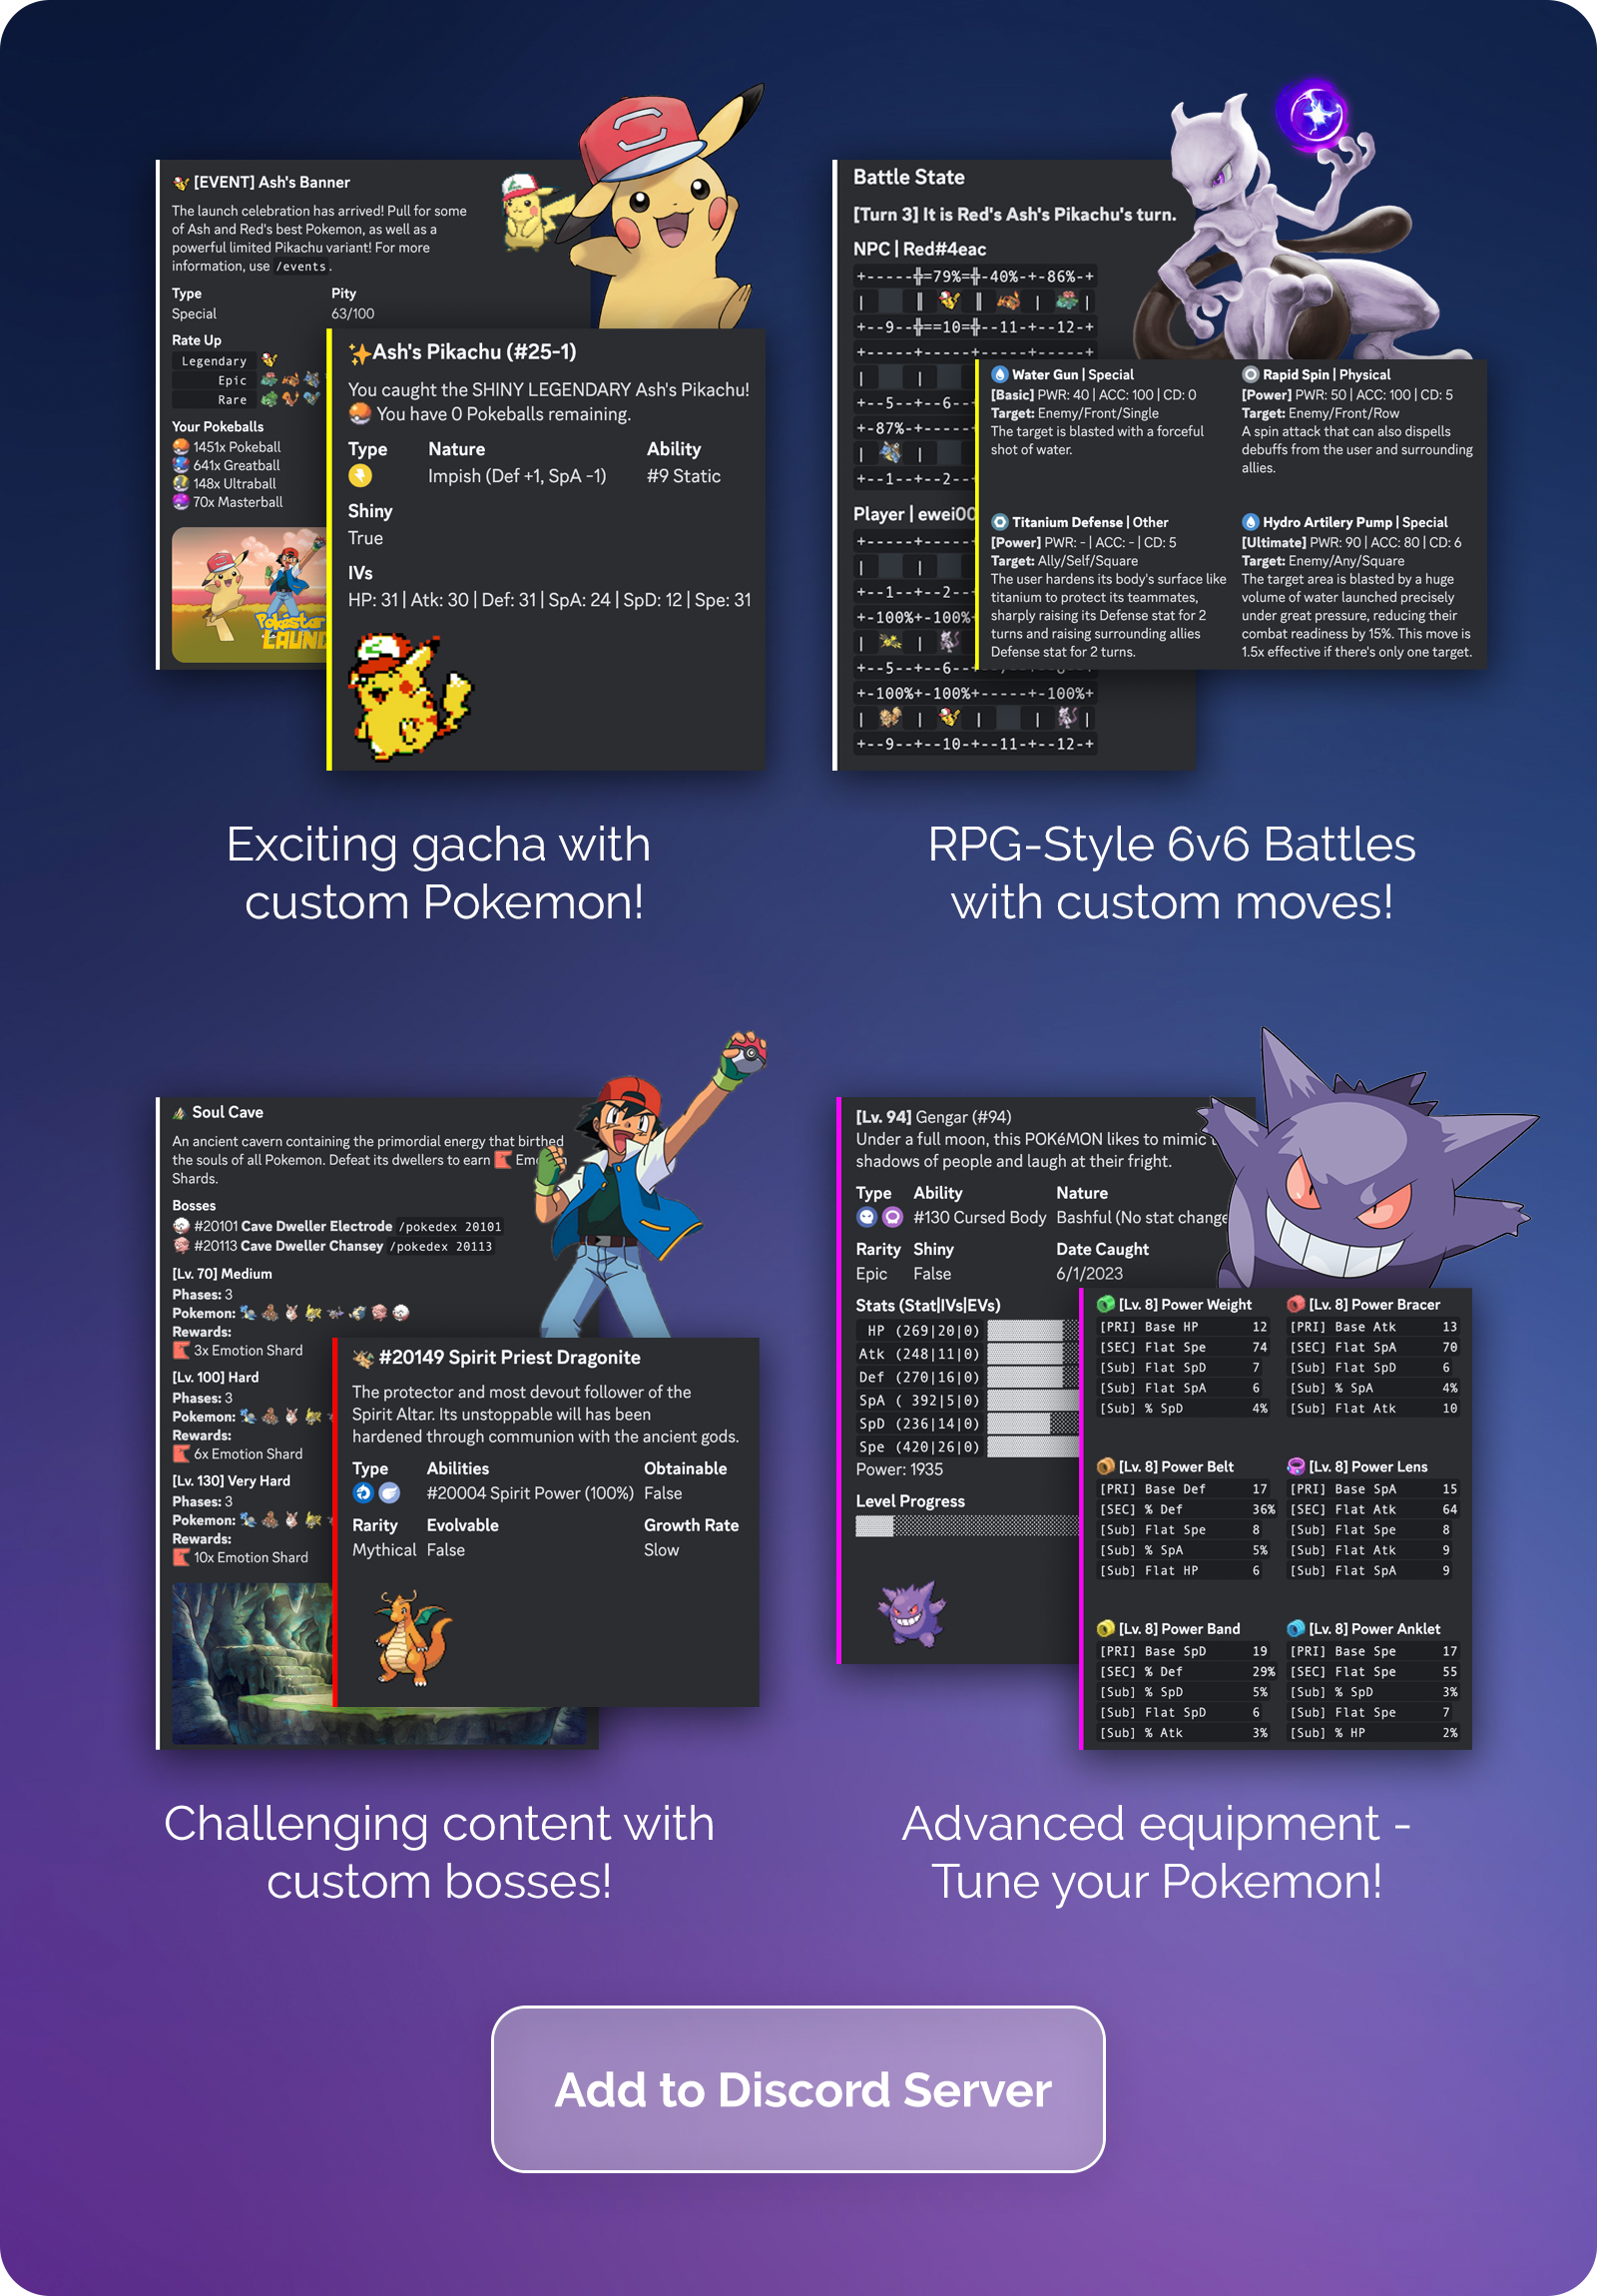 [EVENT] Ash's Banner
The launch celebration has arrived! Pull for some
of Ash and Red's best Pokemon, as well as a
powerful limited Pikachu variant! For more
information, use /events.
Type Pity
Special 63/100
Rate Up
Legendary
Epic
Rare
Your Pokeballs
1451x Pokeball
641x Greatball
148x Ultraball
70x Masterball
Ash's Pikachu (#25-1)
You caught the SHINY LEGENDARY Ash's Pikachu!
You have 0 Pokeballs remaining.
Type Nature Ability
Impish (Def +1, SpA -1) #9 Static
Shiny
True
IVs
HP: 31 | Atk: 30 | Def: 31 | SpA: 24 | SpD: 12 | Spe: 31
Exciting gacha with
custom Pokemon!
Battle State
[Turn 3] It is Red's Ash's Pikachu's turn.
NPC | Red#4eac
+-----╬=79%=╬-40%-+-86%-+
| ║ ║ | |
+--9--╬==10=╬--11-+--12-+
+-----+-----+-----+-----+
| |
+--5--+--6--
+-87%-+-----
|
+--1--+--2--
Player | ewei00
+-----+-----
| |
+--1--+--2--
+-100%+-100%+
| |
+--5--+--6--
+-100%+-100%+-----+-100%+
| | | | |
+--9--+--10-+--11-+--12-+
Water Gun | Special
[Basic] PWR: 40 | ACC: 100 | CD: 0
Target: Enemy/Front/Single
The target is blasted with a forceful
shot of water.
Rapid Spin | Physical
[Power] PWR: 50 | ACC: 100 | CD: 5
Target: Enemy/Front/Row
A spin attack that can also dispells
debuffs from the user and surrounding
allies.
Titanium Defense | Other
[Power] PWR: - | ACC: - | CD: 5
Target: Ally/Self/Square
The user hardens its body's surface like
titanium to protect its teammates,
sharply raising its Defense stat for 2
turns and raising surrounding allies
Defense stat for 2 turns.
Hydro Artilery Pump | Special
[Ultimate] PWR: 90 | ACC: 80 | CD: 6
Target: Enemy/Any/Square
The target area is blasted by a huge
volume of water launched precisely
under great pressure, reducing their
combat readiness by 15%. This move is
1.5x effective if there's only one target.
RPG-Style 6v6 Battles
with custom moves!
Soul Cave
An ancient cavern containing the primordial energy that birthed
the souls of all Pokemon. Defeat its dwellers to earn
Shards.
Bosses
#20101 Cave Dweller Electrode /pokedex 20101
#20113 Cave Dweller Chansey /pokedex 20113
[Lv. 70] Medium
Phases: 3
Pokemon:
Rewards:
3x Emotion Shard
[Lv. 100] Hard
Phases: 3
Pokemon:
Rewards:
6x Emotion Shard
[Lv. 130] Very Hard
Phases: 3
Pokemon:
Rewards:
10x Emotion Shard
#20149 Spirit Priest Dragonite
The protector and most devout follower of the
Spirit Altar. Its unstoppable will has been
hardened through communion with the ancient gods.
Type Abilities Obtainable
#20004 Spirit Power (100%) False
Rarity Evolvable Growth Rate
Mythical False Slow
Challenging content with
custom bosses!
[Lv. 94] Gengar (#94)
Under a full moon, this POKéMON likes to mimic
shadows of people and laugh at their fright.
Type Ability Nature
#130 Cursed Body Bashful (No stat change
Rarity Shiny Date Caught
Epic False 6/1/2023
Stats (Stat|IVs|EVs)
HP (269|20|0)
Atk (248|11|0)
Def (270|16|0)
SpA ( 392|5|0)
SpD (236|14|0)
Spe (420|26|0)
Power: 1935
Level Progress
[Lv. 8] Power Weight
[PRI] Base HP 12
[SEC] Flat Spe 74
[Sub] Flat SpD 7
[Sub] Flat SpA 6
[Sub] % SpD 4%
[Lv. 8] Power Bracer
[PRI] Base Atk 13
[SEC] Flat SpA 70
[Sub] Flat SpD 6
[Sub] % SpA 4%
[Sub] Flat Atk 10
[Lv. 8] Power Belt
[PRI] Base Def 17
[SEC] % Def 36%
[Sub] Flat Spe 8
[Sub] % SpA 5%
[Sub] Flat HP 6
[Lv. 8] Power Lens
[PRI] Base SpA 15
[SEC] Flat Atk 64
[Sub] Flat Spe 8
[Sub] Flat Atk 9
[Sub] Flat SpA 9
[Lv. 8] Power Band
[PRI] Base SpD 19
[SEC] % Def 29%
[Sub] % SpD 5%
[Sub] Flat SpD 6
[Sub] % Atk 3%
[Lv. 8] Power Anklet
[PRI] Base Spe 17
[SEC] Flat Spe 55
[Sub] % SpD 3%
[Sub] Flat Spe 7
[Sub] % HP 2%
Advanced equipment -
Tune your Pokemon!
Add to Discord Server